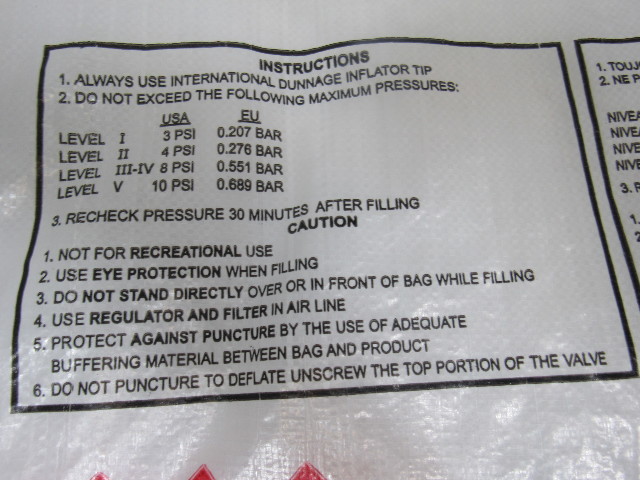 INSTRUCTIONS
1. ALWAYS USE INTERNATIONAL DUNNAGE INFLATOR TIP
2. DO NOT EXCEED THE FOLLOWING MAXIMUM PRESSURES:
USA EU
LEVEL I 3 PSI 0.207 BAR
LEVEL II 4 PSI 0.276 BAR
LEVEL III-IV 8 PSI 0.551 BAR
LEVEL V 10 PSI 0.689 BAR
3. RECHECK PRESSURE 30 MINUTES AFTER FILLING
CAUTION
1. NOT FOR RECREATIONAL USE
2. USE EYE PROTECTION WHEN FILLING
3. DO NOT STAND DIRECTLY OVER OR IN FRONT OF BAG WHILE FILLING
4. USE REGULATOR AND FILTER IN AIR LINE
5. PROTECT AGAINST PUNCTURE BY THE USE OF ADEQUATE
BUFFERING MATERIAL BETWEEN BAG AND PRODUCT
6. DO NOT PUNCTURE TO DEFLATE UNSCREW THE TOP PORTION OF THE VALVE
1.
2. NE
3.
1.